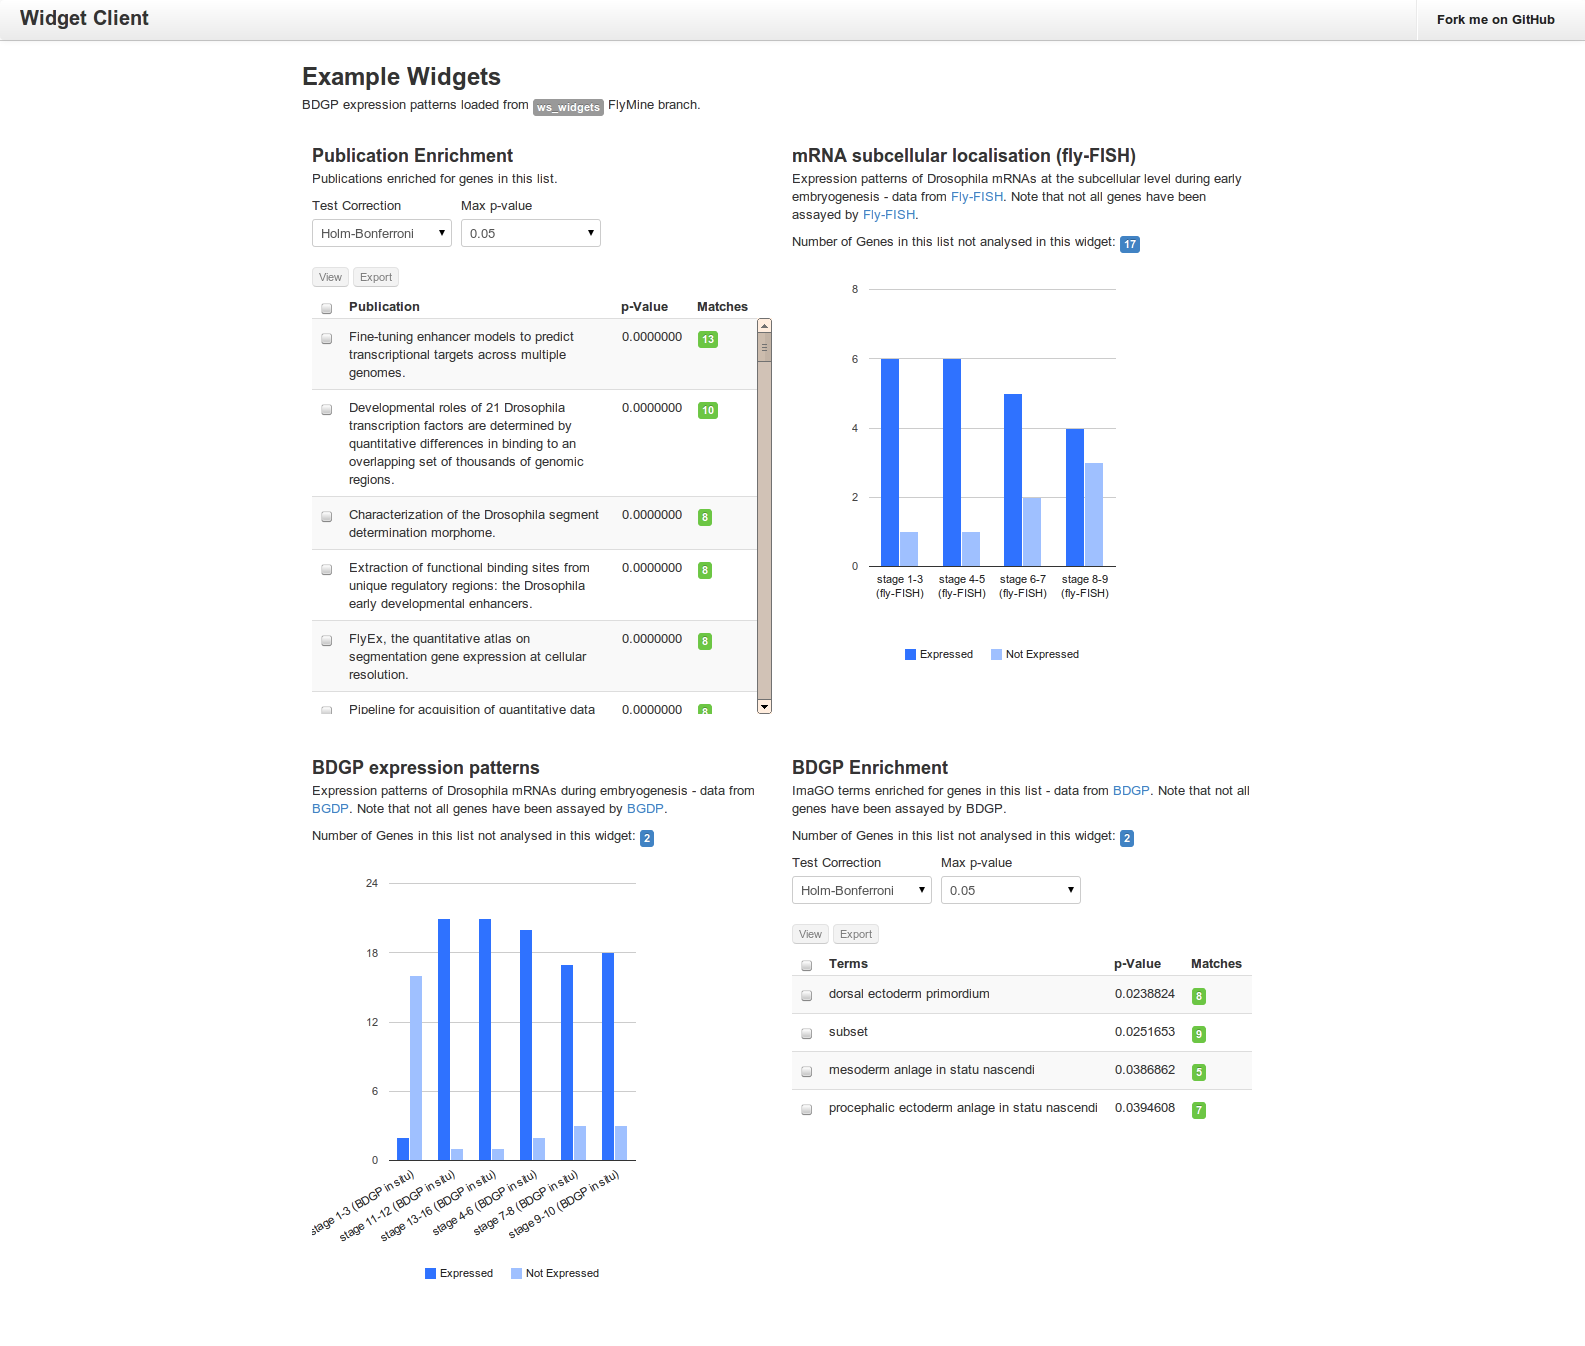 Widget Client
Fork me on GitHub
Example Widgets
BDGP expression patterns loaded from ws_widgets FlyMine branch.
Publication Enrichment
Publications enriched for genes in this list.
Test Correction Max p-value
Holm-Bonferroni 0.05
View Export
Publication p-Value Matches
Fine-tuning enhancer models to predict 0.0000000 13
transcriptional targets across multiple
genomes.
Developmental roles of 21 Drosophila 0.0000000 10
transcription factors are determined by
quantitative differences in binding to an
overlapping set of thousands of genomic
regions.
Characterization of the Drosophila segment 0.0000000 8
determination morphome.
Extraction of functional binding sites from 0.0000000 8
unique regulatory regions: the Drosophila
early developmental enhancers.
FlyEx, the quantitative atlas on 0.0000000 8
segmentation gene expression at cellular
resolution.
Pipeline for acquisition of quantitative data 0.0000000 8
mRNA subcellular localisation (fly-FISH)
Expression patterns of Drosophila mRNAs at the subcellular level during early
embryogenesis - data from Fly-FISH. Note that not all genes have been
assayed by Fly-FISH.
Number of Genes in this list not analysed in this widget: 17
8
6
4
2
0
stage 1-3 stage 4-5 stage 6-7 stage 8-9
(fly-FISH) (fly-FISH) (fly-FISH) (fly-FISH)
Expressed Not Expressed
BDGP expression patterns
Expression patterns of Drosophila mRNAs during embryogenesis - data from
BGDP. Note that not all genes have been assayed by BGDP.
Number of Genes in this list not analysed in this widget: 2
24
18
12
6
0
stage 1-3 (BDGP in situ)
stage 11-12 (BDGP in situ)
stage 13-16 (BDGP in situ)
stage 4-6 (BDGP in situ)
stage 7-8 (BDGP in situ)
stage 9-10 (BDGP in situ)
Expressed Not Expressed
BDGP Enrichment
ImaGO terms enriched for genes in this list - data from BDGP. Note that not all
genes have been assayed by BDGP.
Number of Genes in this list not analysed in this widget: 2
Test Correction Max p-value
Holm-Bonferroni 0.05
View Export
Terms p-Value Matches
dorsal ectoderm primordium 0.0238824 8
subset 0.0251653 9
mesoderm anlage in statu nascendi 0.0386862 5
procephalic ectoderm anlage in statu nascendi 0.0394608 7